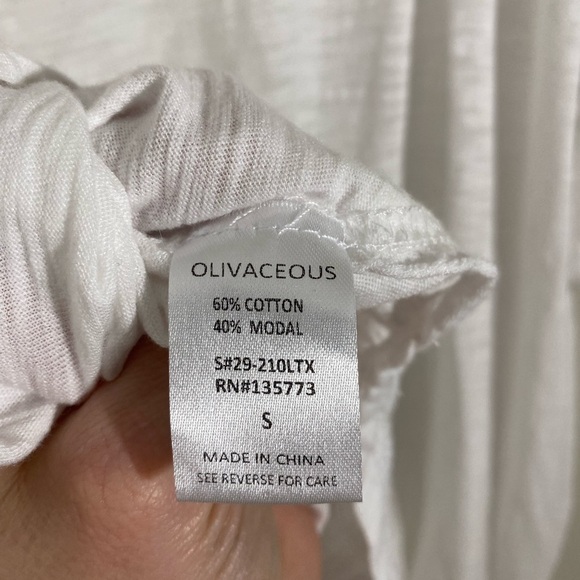 OLIVACEOUS
60% COTTON
40% MODAL
S#29-210LTX
RN#135773
S
MADE IN CHINA
SEE REVERSE FOR CARE